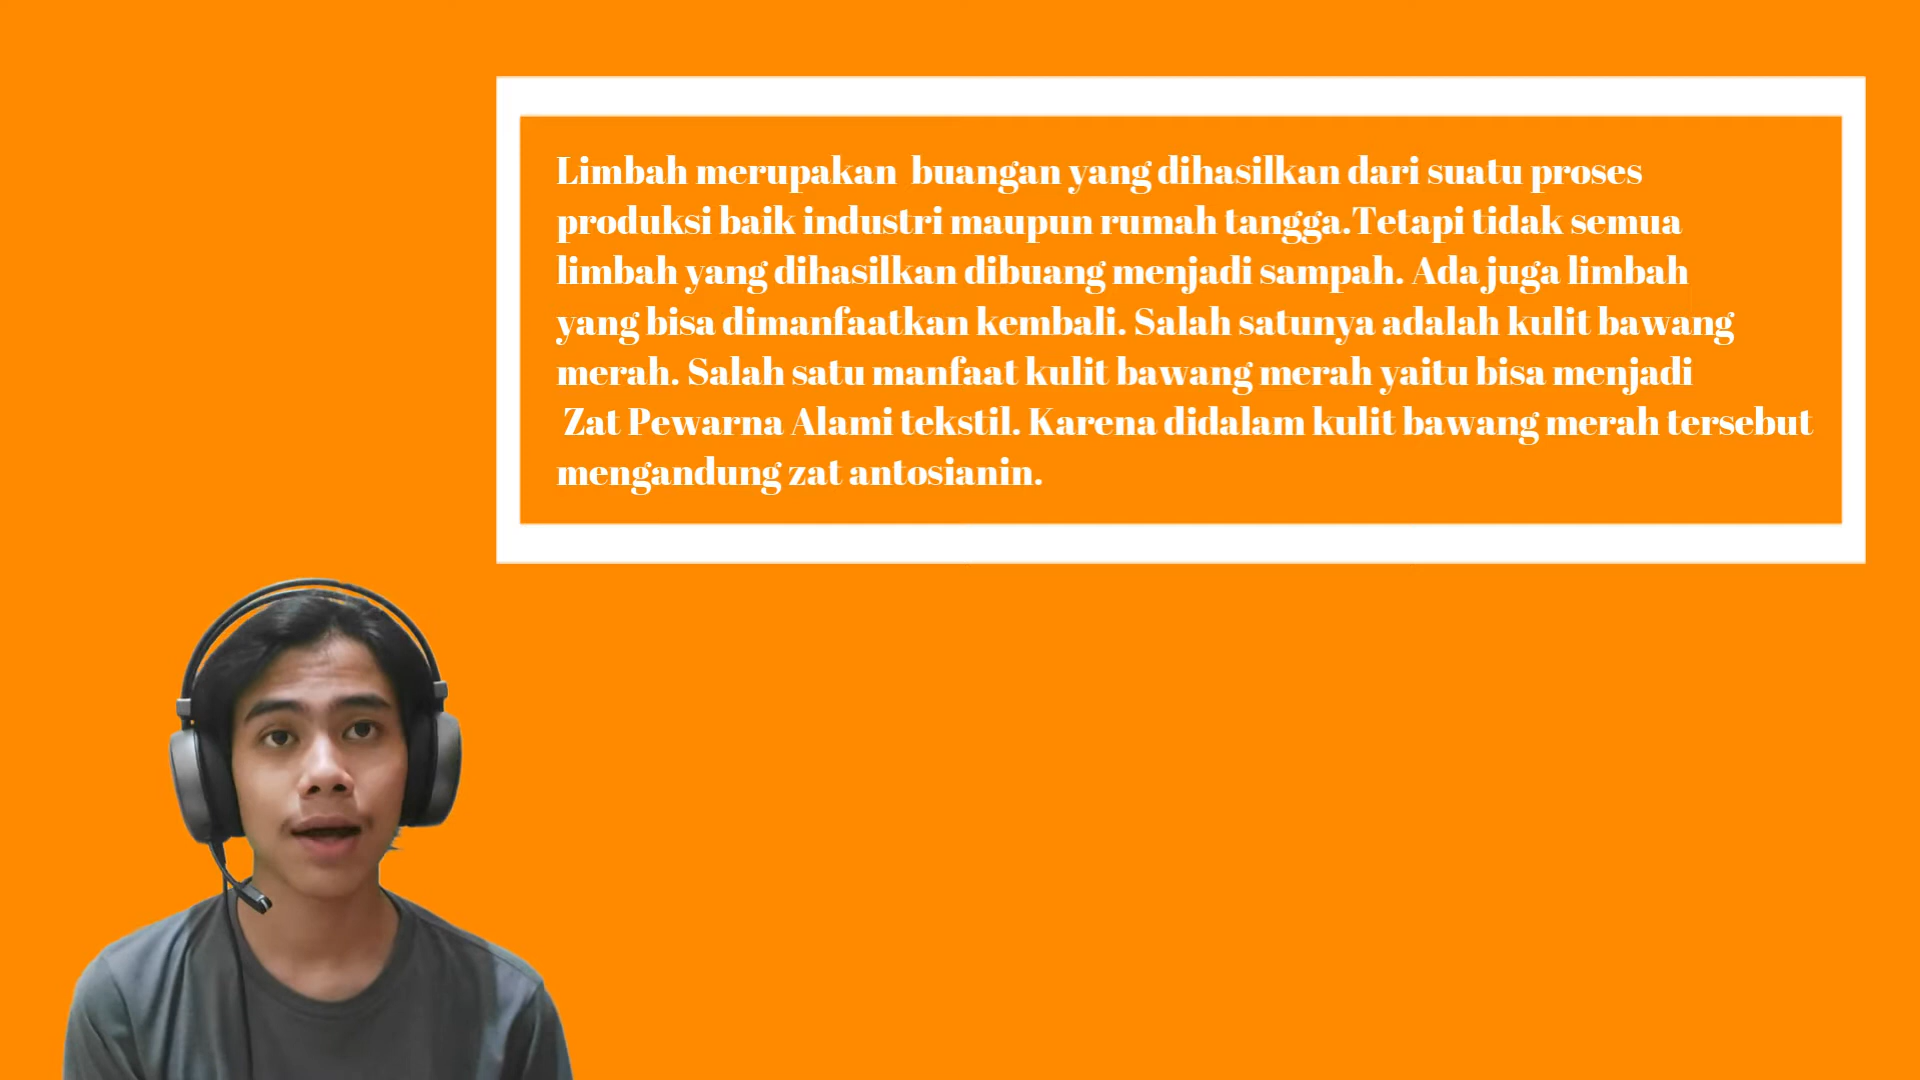 Limbah merupakan  buangan yang dihasilkan dari suatu proses
produksi baik industri maupun rumah tangga.Tetapi tidak semua
limbah yang dihasilkan dibuang menjadi sampah. Ada juga limbah
yang bisa dimanfaatkan kembali. Salah satunya adalah kulit bawang
merah. Salah satu manfaat kulit bawang merah yaitu bisa menjadi
Zat Pewarna Alami tekstil. Karena didalam kulit bawang merah tersebut
mengandung zat antosianin.